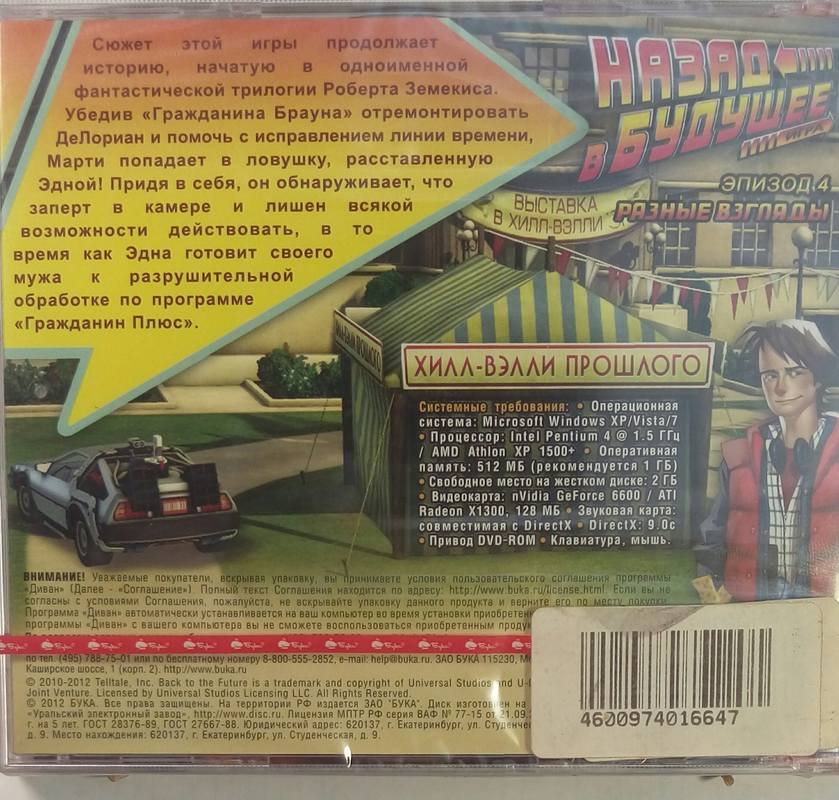 Сюжет этой игры продолжает
историю, начатую в одноименной
фантастической трилогии Роберта Земекиса.
Убедив «Гражданина Брауна» отремонтировать
ДеЛориан и помочь с исправлением линии времени,
Марти попадает в ловушку, расставленную
Эдной! Придя в себя, он обнаруживает, что
заперт в камере и лишен всякой
возможности действовать, в то
время как Эдна готовит своего
мужа к разрушительной
обработке по программе
«Гражданин Плюс».
НАЗАД
В БУДУЩЕЕ
ИГРА
ЭПИЗОД 4
РАЗНЫЕ ВЗГЛЯДЫ
ВЫСТАВКА
В ХИЛЛ-ВЭЛЛИ
ХИЛЛ-ВЭЛЛИ ПРОШЛОГО
ХИЛЛ-ВЭЛЛИ ПРОШЛОГО
Системные требования: • Операционная
система: Microsoft Windows XP/Vista/7
• Процессор: Intel Pentium 4 @ 1.5 ГГц
/ AMD Athlon XP 1500+ • Оперативная
память: 512 МБ (рекомендуется 1 ГБ)
• Свободное место на жестком диске: 2 ГБ
• Видеокарта: nVidia GeForce 6600 / ATI
Radeon X1300, 128 МБ • Звуковая карта:
совместимая с DirectX • DirectX: 9.0c
• Привод DVD-ROM • Клавиатура, мышь.
ВНИМАНИЕ! Уважаемые покупатели, вскрывая упаковку, вы принимаете условия пользовательского соглашения программы
«Диван» (Далее - «Соглашение»). Полный текст Соглашения находится по адресу: http://www.buka.ru/license.html. Если вы не
согласны с условиями Соглашения, пожалуйста, не вскрывайте упаковку данного продукта и верните его по месту покупки.
Программа «Диван» автоматически устанавливается на ваш компьютер во время установки
программы «Диван» с вашего компьютера вы не сможете воспользоваться приобретенным
по тел. (495) 788-75-01 или по бесплатному номеру 8-800-555-2852, e-mail: help@buka.ru. ЗАО БУКА 115230, М
Каширское шоссе, 1 (корп. 2). http://www.buka.ru
© 2010-2012 Telltale, Inc. Back to the Future is a trademark and copyright of Universal Studios and U-
Joint Venture. Licensed by Universal Studios Licensing LLC. All Rights Reserved.
© 2012 БУКА. Все права защищены. На территории РФ издается ЗАО "БУКА". Диск изготовлен на
«Уральский электронный завод», http://www.disc.ru. Лицензия МПТР РФ серия ВАФ № 77-15 от 21.09.
г. на 5 лет. ГОСТ 28376-89, ГОСТ 27667-88. Юридический адрес: 620137, г. Екатеринбург, ул. Студенческ
д. 9. Место нахождения: 620137, г. Екатеринбург, ул. Студенческая, д. 9.
4600974016647